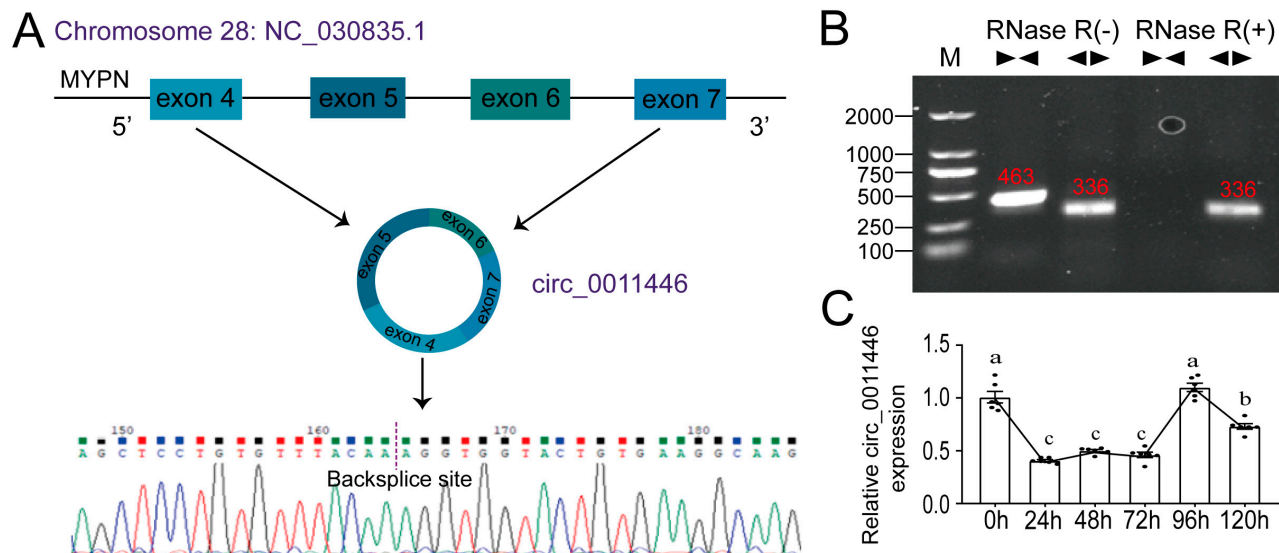 A
Chromosome 28: NC_030835.1
MYPN
exon 4
exon 5
exon 6
exon 7
5’
3’
exon 5
exon 6
exon 7
exon 4
circ_0011446
150
160
170
180
A G C T C C T G T G T T T A C A A A G G T G G T A C T G T G A A G G C A A G
Backsplice site
B
RNase R(-)
RNase R(+)
M
2000
1000
750
500
250
100
463
336
336
C
Relative circ_0011446
expression
1.5
1.0
0.5
0.0
a
c
c
c
a
b
0h
24h
48h
72h
96h
120h